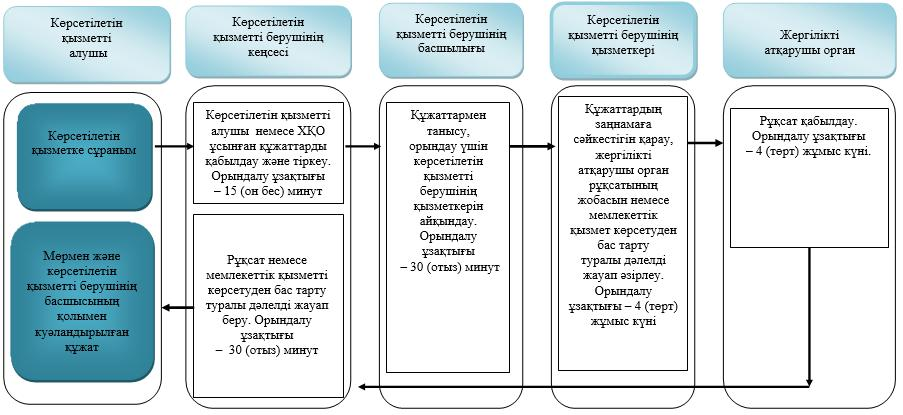 Көрсетілетін
қызметті
алушы
Көрсетілетін
қызметті берушінің
кеңсесі
Көрсетілетін
қызметті берушінің
басшылығы
Көрсетілетін
қызметті берушінің
қызметкері
Жергілікті
атқарушы орган
Көрсетілетін
қызметке сұраным
Мөрмен және
көрсетілетін
қызметті берушінің
басшысының
қолымен
куәландырылған
құжат
Көрсетілетін қызметті
алушы немесе ХҚО
ұсынған құжаттарды
қабылдау және тіркеу.
Орындалу ұзақтығы
– 15 (он бес) минут
Рұқсат немесе
мемлекеттік қызметті
көрсетуден бас тарту
туралы дәлелді жауап
беру. Орындалу
ұзақтығы
– 30 (отыз) минут
Құжаттармен
танысу,
орындау үшін
көрсетілетін
қызметті
берушінің
қызметкерін
айқындау.
Орындалу
ұзақтығы
– 30 (отыз) минут
Құжаттардың
заңнамаға
сәйкестігін қарау,
жергілікті
атқарушы орган
рұқсатының
жобасын немесе
мемлекеттік
қызмет көрсетуден
бас тарту
туралы дәлелді
жауап әзірлеу.
Орындалу
ұзақтығы – 4 (төрт)
жұмыс күні
Рұқсат қабылдау.
Орындалу ұзақтығы
– 4 (төрт) жұмыс күні.